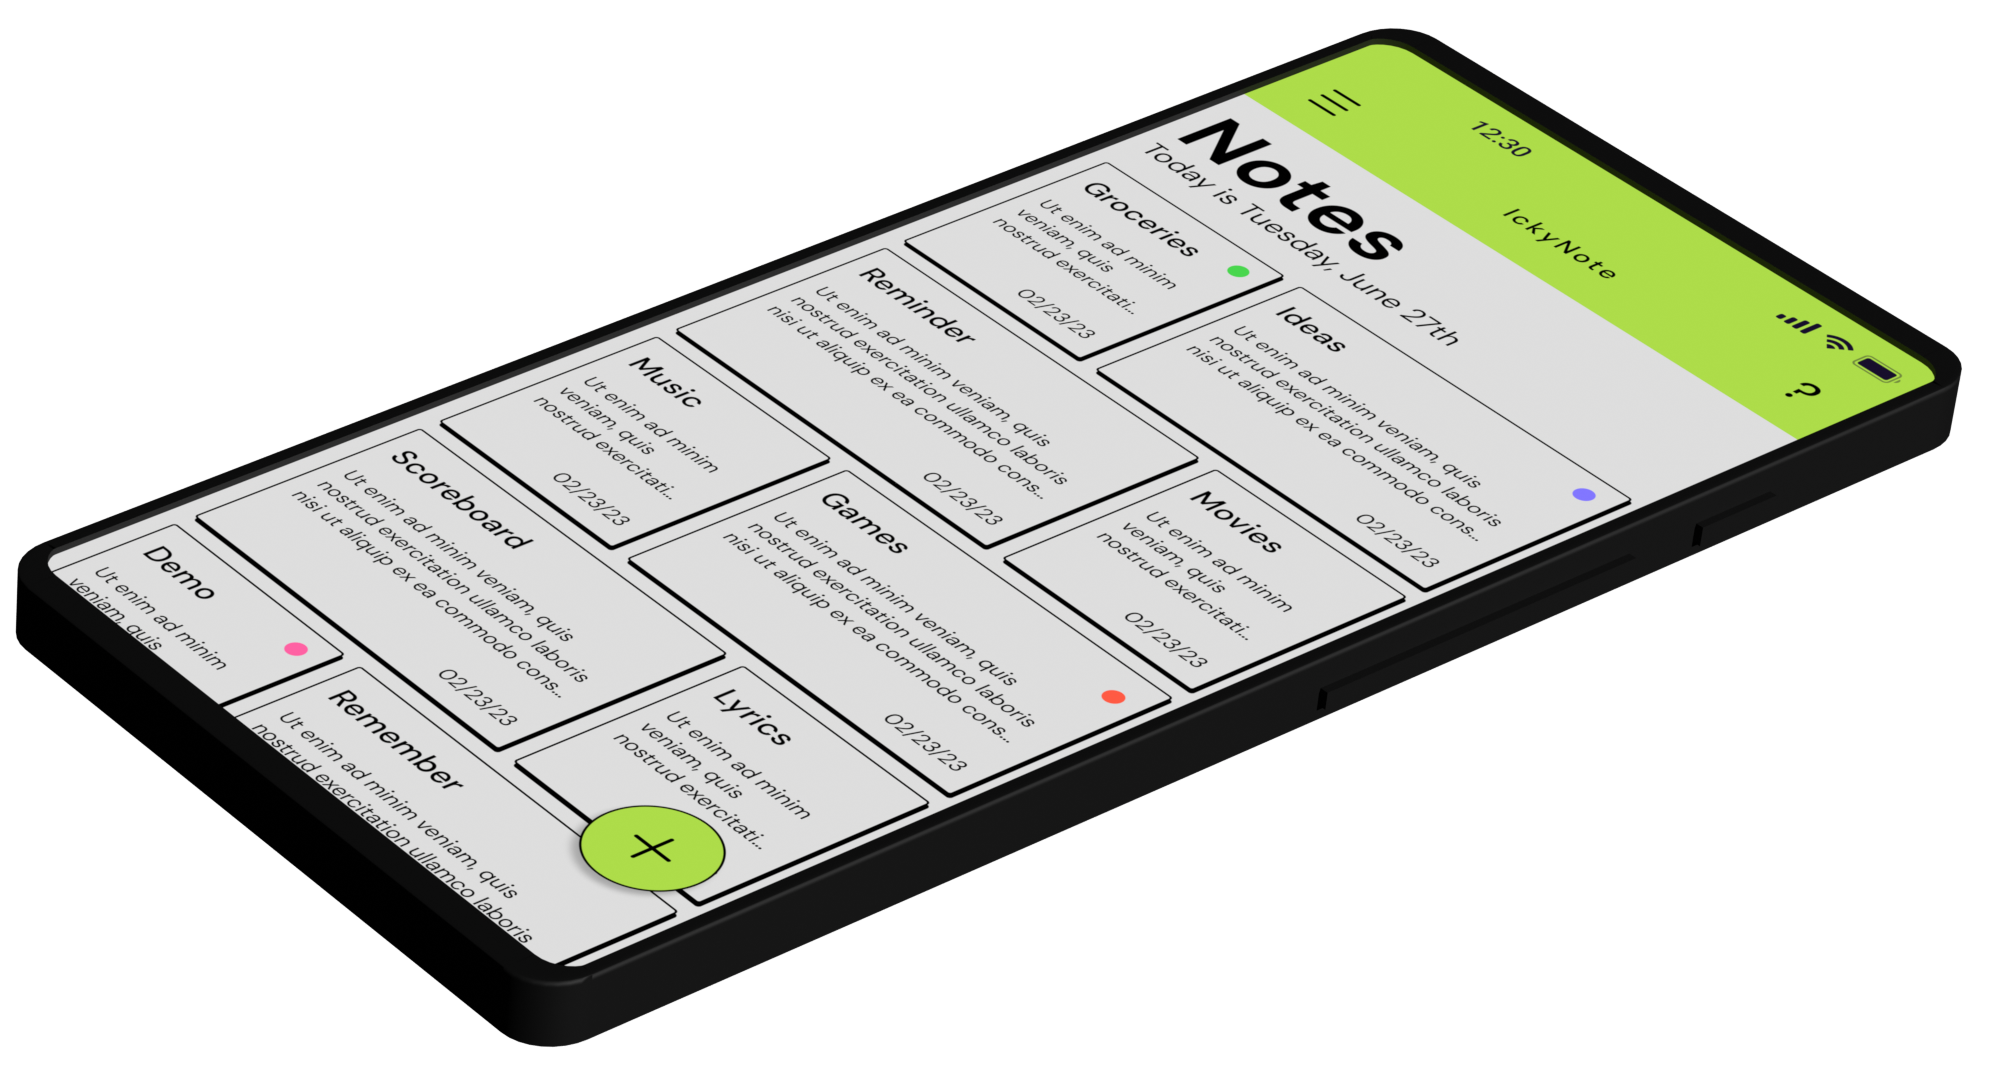 12:30
IckyNote
?
Notes
Today is Tuesday, June 27th
Groceries
Ut enim ad minim
veniam, quis
nostrud exercitati...
02/23/23
Ideas
Ut enim ad minim veniam, quis
nostrud exercitation ullamco laboris
nisi ut aliquip ex ea commodo cons...
02/23/23
Reminder
Ut enim ad minim veniam, quis
nostrud exercitation ullamco laboris
nisi ut aliquip ex ea commodo cons...
02/23/23
Movies
Ut enim ad minim
veniam, quis
nostrud exercitati...
02/23/23
Music
Ut enim ad minim
veniam, quis
nostrud exercitati...
02/23/23
Games
Ut enim ad minim veniam, quis
nostrud exercitation ullamco laboris
nisi ut aliquip ex ea commodo cons...
02/23/23
Scoreboard
Ut enim ad minim veniam, quis
nostrud exercitation ullamco laboris
nisi ut aliquip ex ea commodo cons...
02/23/23
Lyrics
Ut enim ad minim
veniam, quis
nostrud exercitati...
Demo
Ut enim ad minim
veniam, quis
Remember
Ut enim ad minim veniam, quis
nostrud exercitation ullamco laboris